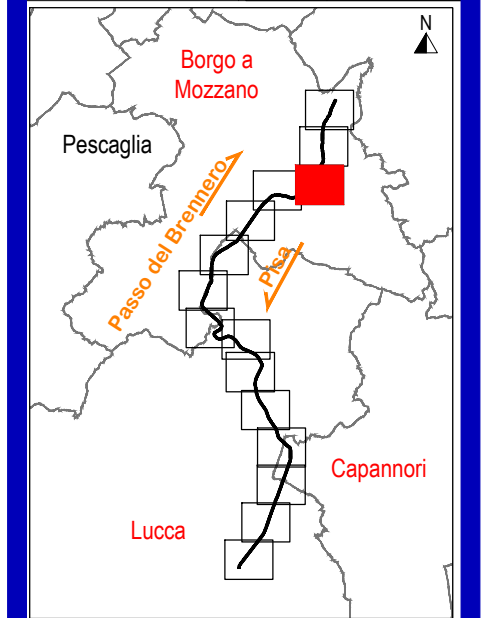 N
Borgo a
Mozzano
Pescaglia
Passo del Brennero
Pisa
Capannori
Lucca